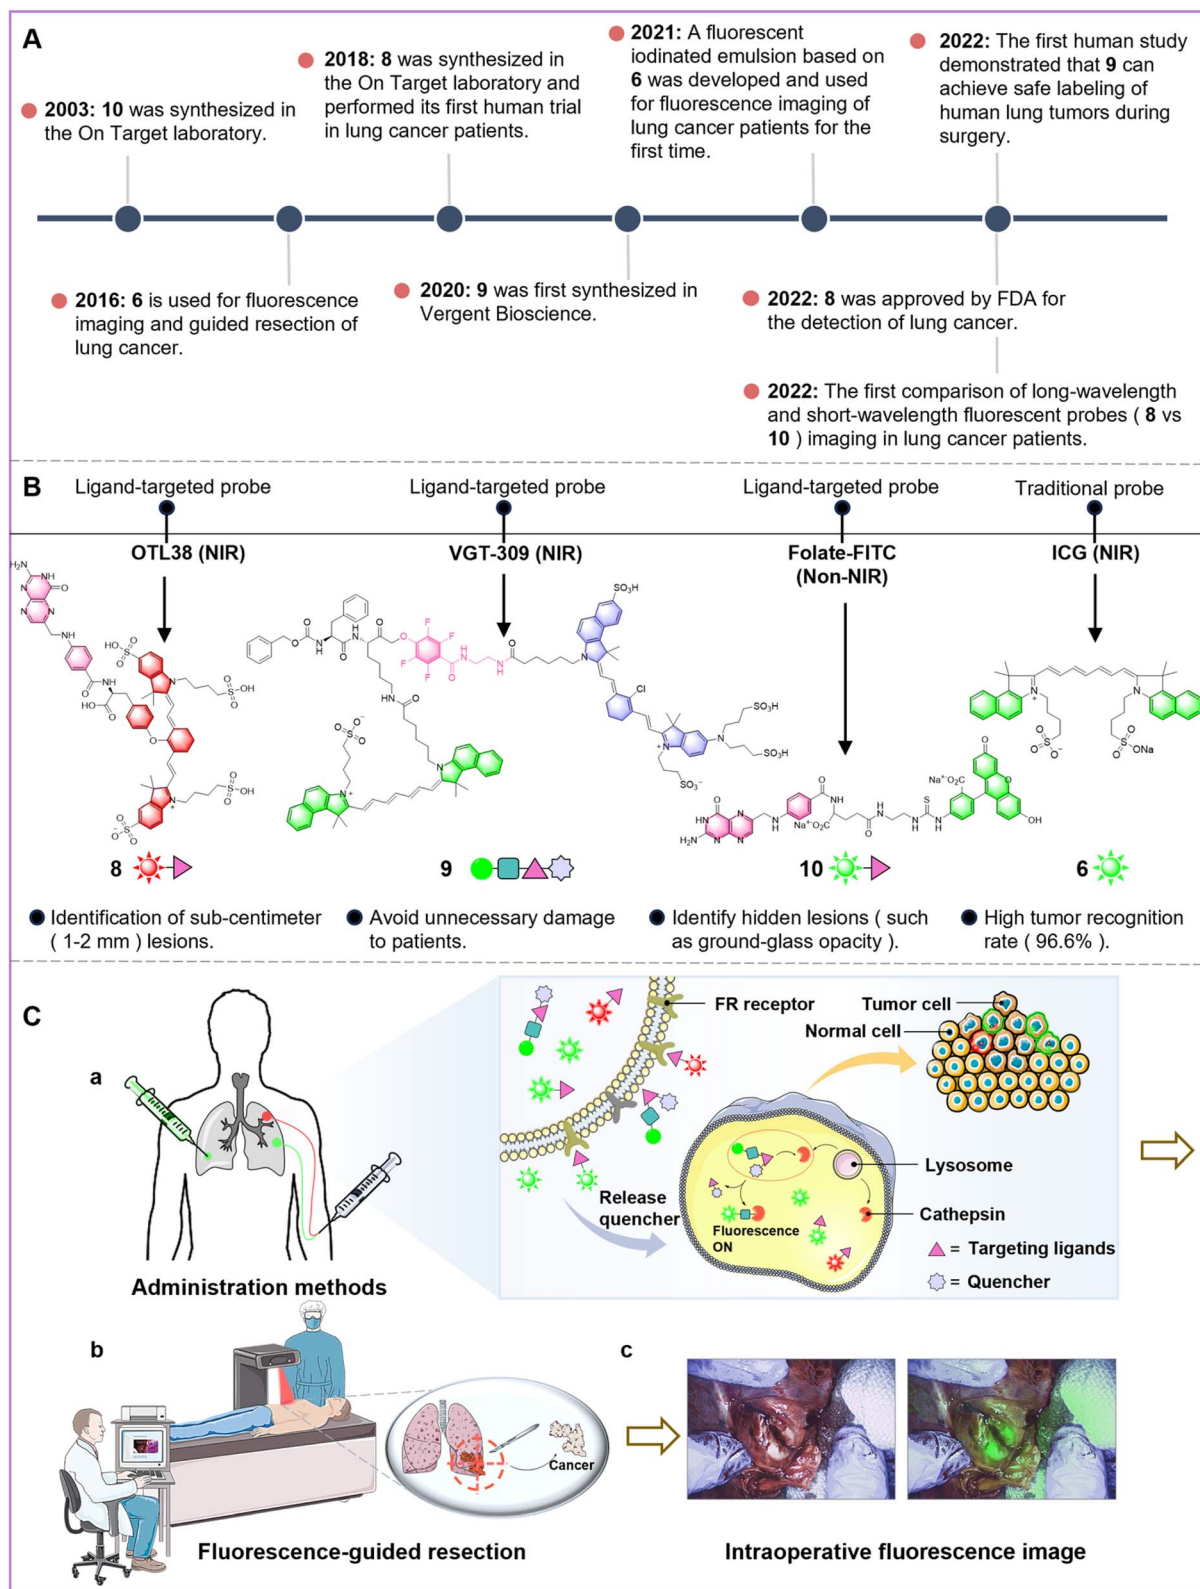 A
2003: 10 was synthesized in
the On Target laboratory.
2018: 8 was synthesized in
the On Target laboratory and
performed its first human trial
in lung cancer patients.
2021: A fluorescent
iodinated emulsion based on
6 was developed and used
for fluorescence imaging of
lung cancer patients for the
first time.
2022: The first human study
demonstrated that 9 can
achieve safe labeling of
human lung tumors during
surgery.
2016: 6 is used for fluorescence
imaging and guided resection of
lung cancer.
2020: 9 was first synthesized in
Vergent Bioscience.
2022: 8 was approved by FDA for
the detection of lung cancer.
2022: The first comparison of long-wavelength
and short-wavelength fluorescent probes ( 8 vs
10 ) imaging in lung cancer patients.
B
Ligand-targeted probe
Ligand-targeted probe
Ligand-targeted probe
Traditional probe
OTL38 (NIR)
VGT-309 (NIR)
Folate-FITC
(Non-NIR)
ICG (NIR)
8
9
10
6
Identification of sub-centimeter
( 1-2 mm ) lesions.
Avoid unnecessary damage
to patients.
Identify hidden lesions ( such
as ground-glass opacity ).
High tumor recognition
rate ( 96.6% ).
C
a
Administration methods
FR receptor
Tumor cell
Normal cell
Release
quencher
Fluorescence
ON
Lysosome
Cathepsin
= Targeting ligands
= Quencher
b
Cancer
Fluorescence-guided resection
c
Intraoperative fluorescence image